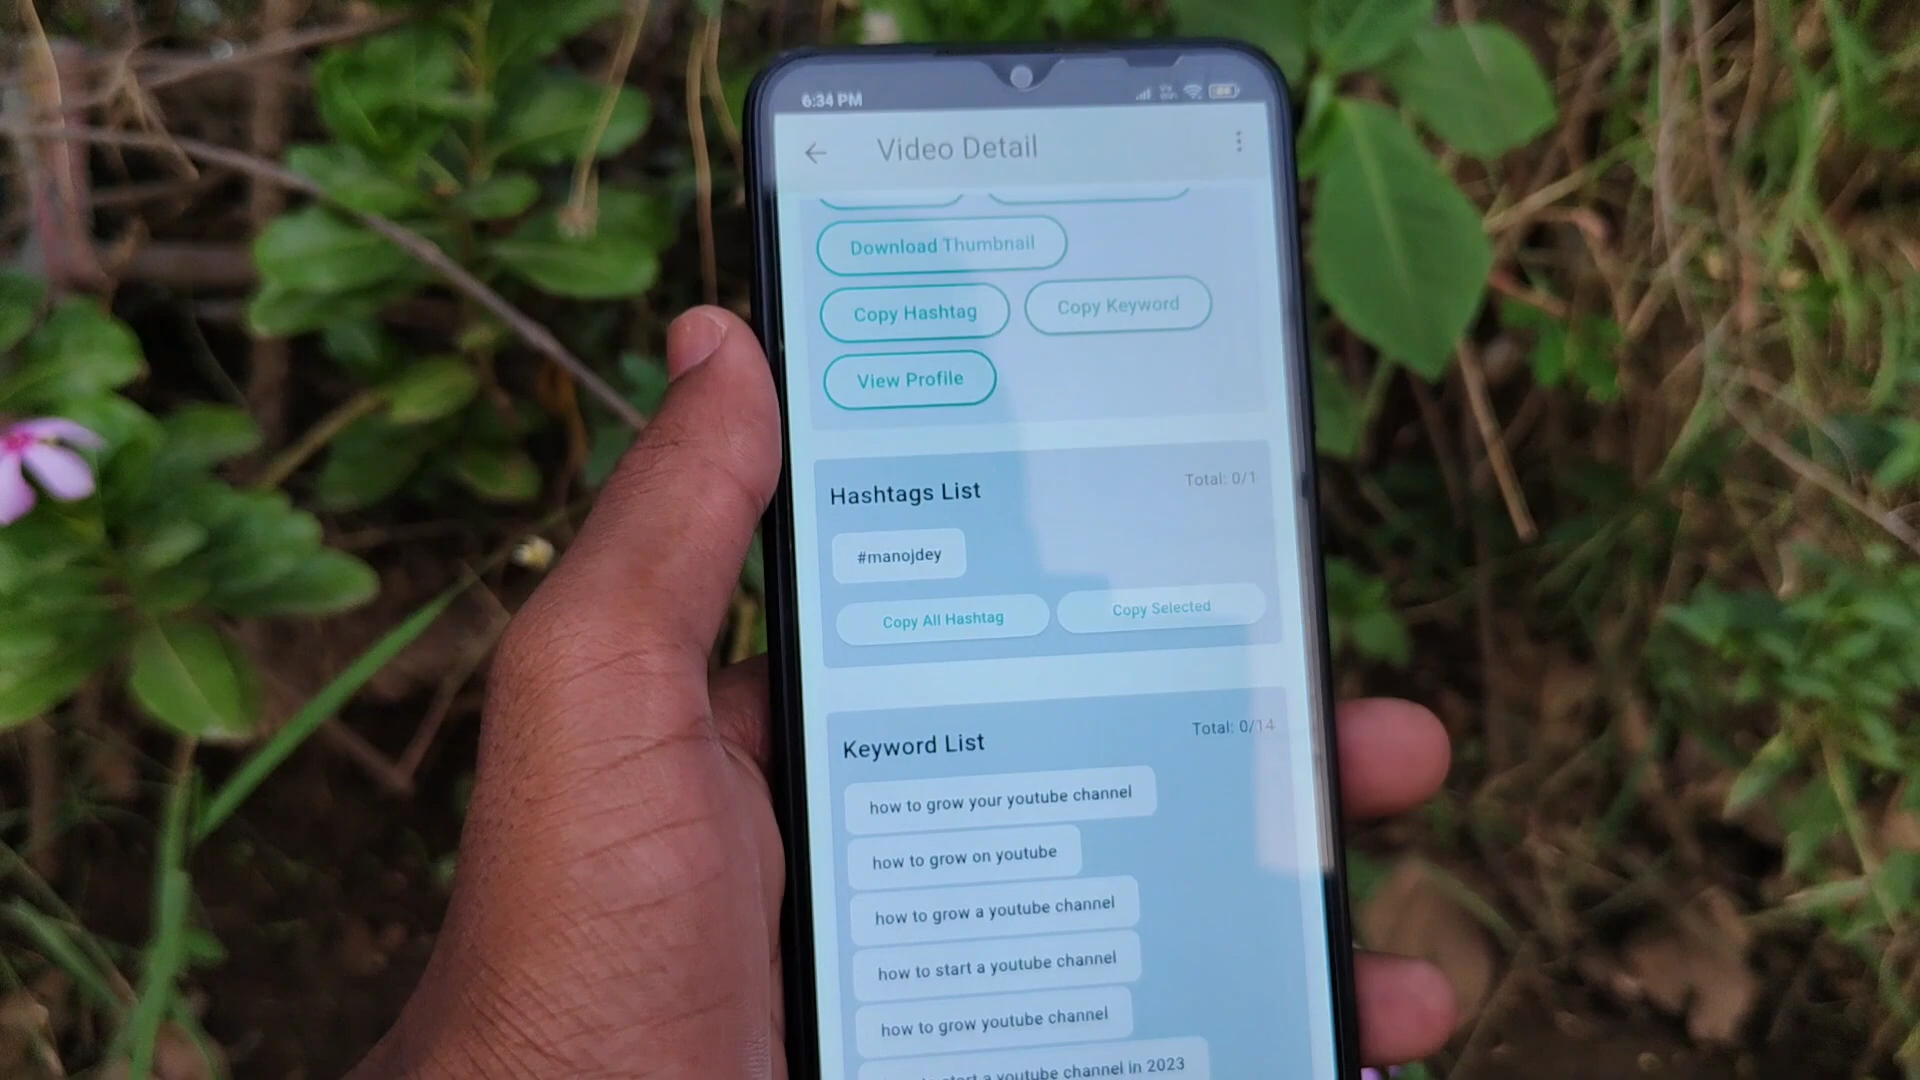 6:34 PM
Video Detail
Download Thumbnail
Copy Hashtag
Copy Keyword
View Profile
Hashtags List
Total: 0/1
#manojdey
Copy All Hashtag
Copy Selected
Keyword List
Total: 0/14
how to grow your youtube channel
how to grow on youtube
how to grow a youtube channel
how to start a youtube channel
how to grow youtube channel
start a youtube channel in 2023